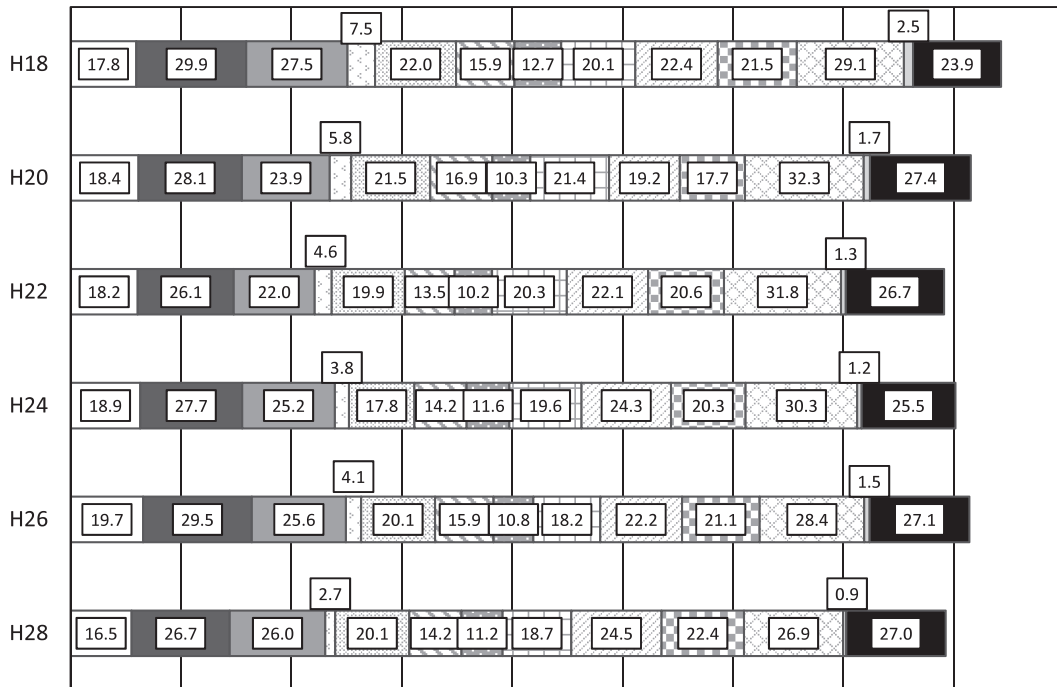 7.5 2.5
H18 17.8 29.9 27.5 22.0 15.9 12.7 20.1 22.4 21.5 29.1 23.9
5.8 1.7
H20 18.4 28.1 23.9 21.5 16.9 10.3 21.4 19.2 17.7 32.3 27.4
4.6 1.3
H22 18.2 26.1 22.0 19.9 13.5 10.2 20.3 22.1 20.6 31.8 26.7
3.8 1.2
H24 18.9 27.7 25.2 17.8 14.2 11.6 19.6 24.3 20.3 30.3 25.5
4.1 1.5
H26 19.7 29.5 25.6 20.1 15.9 10.8 18.2 22.2 21.1 28.4 27.1
2.7 0.9
H28 16.5 26.7 26.0 20.1 14.2 11.2 18.7 24.5 22.4 26.9 27.0